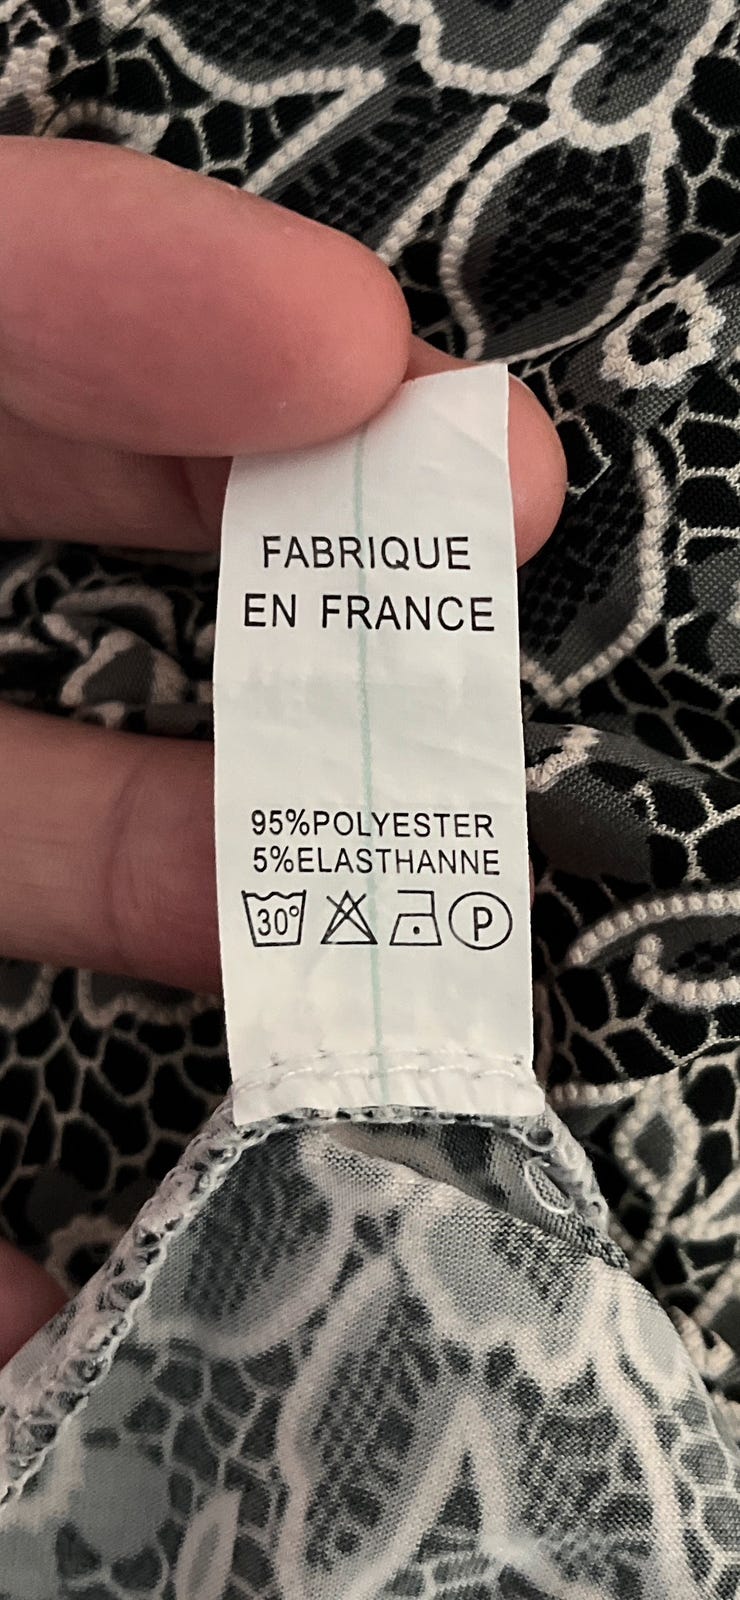 FABRIQUE
EN FRANCE
95%POLYESTER
5%ELASTHANNE
30° P